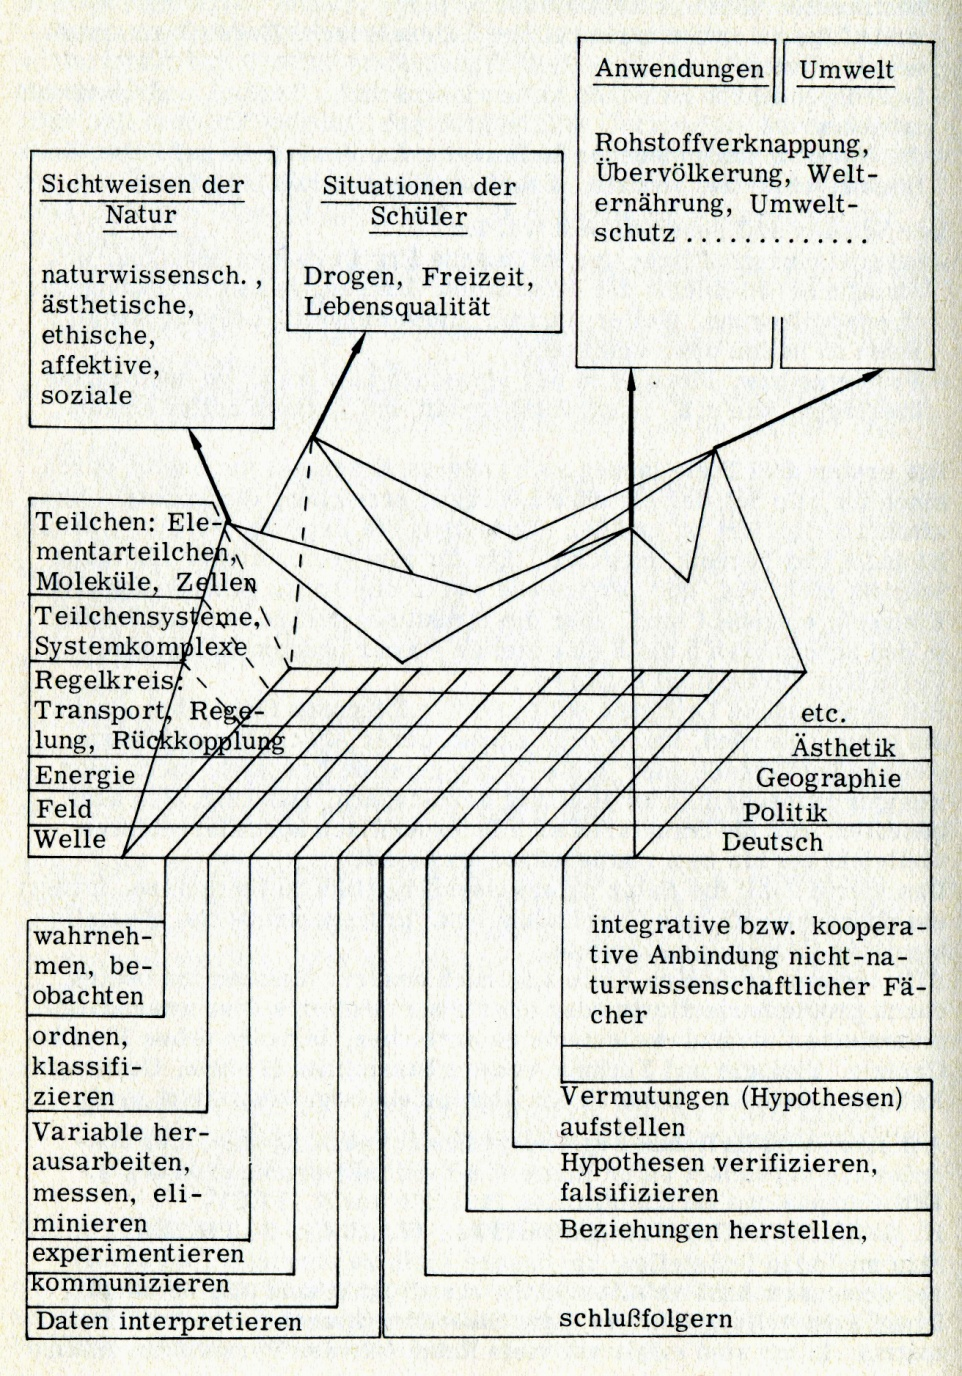 Anwendungen
Umwelt
Rohstoffverknappung,
Übervölkerung, Welt-
ernährung, Umwelt-
schutz .............
Sichtweisen der
Natur
naturwissensch.,
ästhetische,
ethische,
affektive,
soziale
Situationen der
Schüler
Drogen, Freizeit,
Lebensqualität
Teilchen: Ele-
mentarteilchen,
Moleküle, Zellen
Teilchensysteme,
Systemkomplexe
Regelkreis:
Transport, Rege-
lung, Rückkopplung
Energie
Feld
Welle
etc.
Ästhetik
Geographie
Politik
Deutsch
wahrneh-
men, be-
obachten
ordnen,
klassifi-
zieren
Variable her-
ausarbeiten,
messen, eli-
minieren
experimentieren
kommunizieren
Daten interpretieren
integrative bzw. koopera-
tive Anbindung nicht-na-
turwissenschaftlicher Fä-
cher
Vermutungen (Hypothesen)
aufstellen
Hypothesen verifizieren,
falsifizieren
Beziehungen herstellen,
schlußfolgern